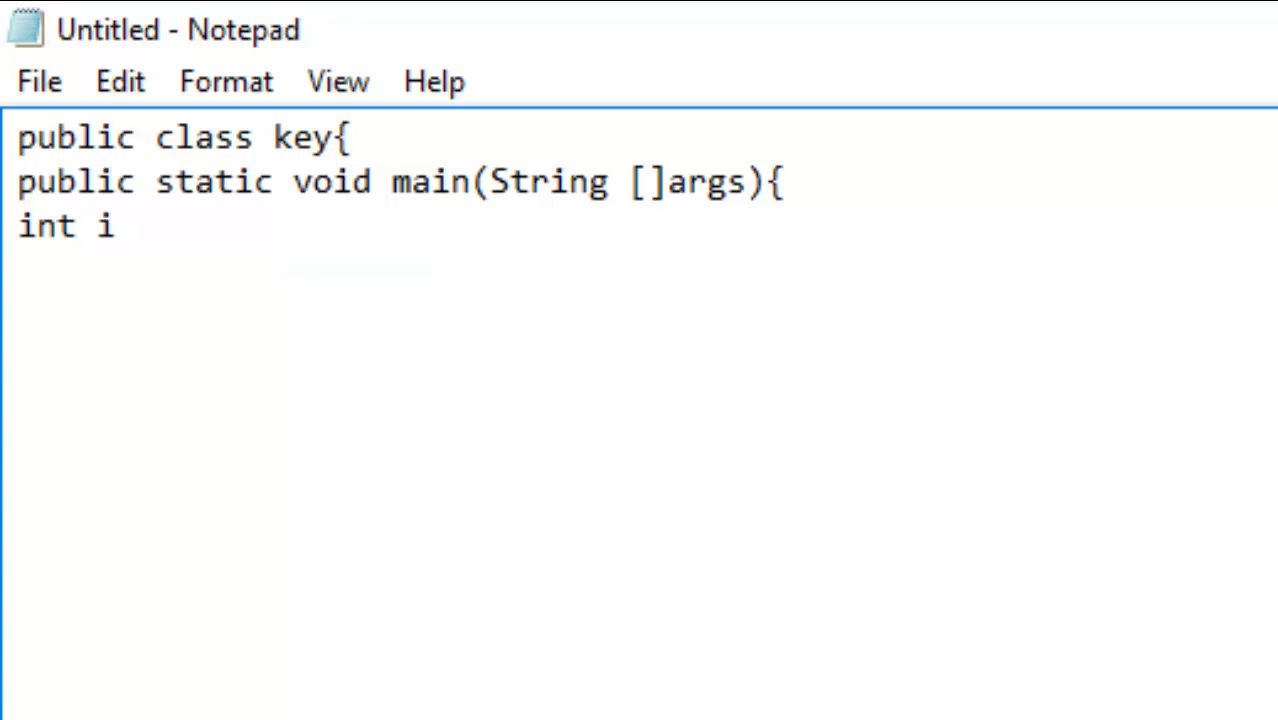 Untitled - Notepad
File Edit Format View Help
public class key{
public static void main(String []args){
int i